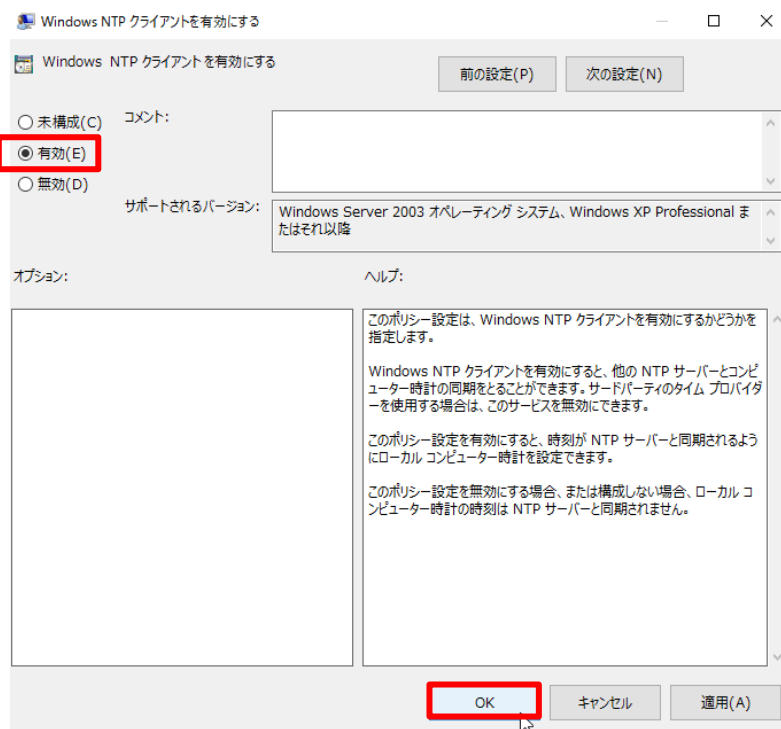 Windows NTP クライアントを有効にする
Windows NTP クライアントを有効にする
前の設定(P)
次の設定(N)
未構成(C)
コメント:
有効(E)
無効(D)
サポートされるバージョン:
Windows Server 2003 オペレーティング システム、Windows XP Professional ま
たはそれ以降
オプション:
ヘルプ:
このポリシー設定は、Windows NTP クライアントを有効にするかどうかを
指定します。
Windows NTP クライアントを有効にすると、他の NTP サーバーとコンピ
ューター時計の同期をとることができます。サードパーティのタイム プロバイダ
ーを使用する場合は、このサービスを無効にできます。
このポリシー設定を有効にすると、時刻が NTP サーバーと同期されるよう
にローカル コンピューター時計を設定できます。
このポリシー設定を無効にする場合、または構成しない場合、ローカル コ
ンピューター時計の時刻は NTP サーバーと同期されません。
OK
キャンセル
適用(A)